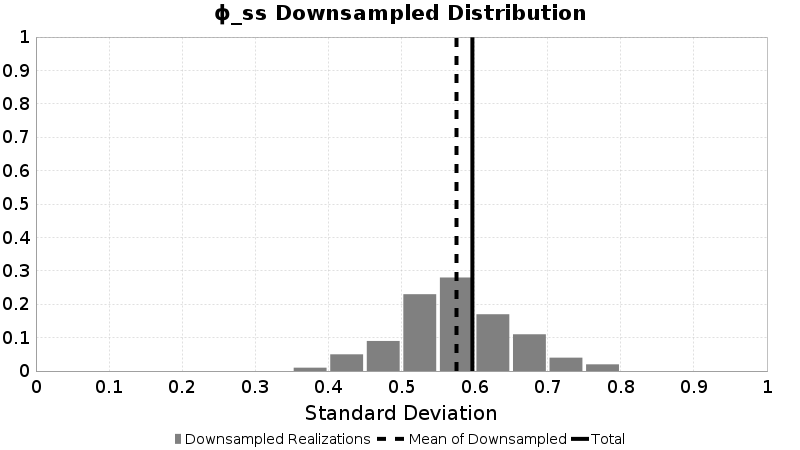 ϕ_ss Downsampled Distribution
1
0.9
0.8
0.7
0.6
0.5
0.4
0.3
0.2
0.1
0
0 0.1 0.2 0.3 0.4 0.5 0.6 0.7 0.8 0.9 1
Standard Deviation
Downsampled Realizations Mean of Downsampled Total